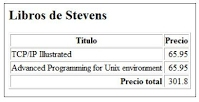 Libros de Stevens
Título Precio
TCP/IP Illustrated 65.95
Advanced Programming for Unix environment 65.95
Precio total 301.8